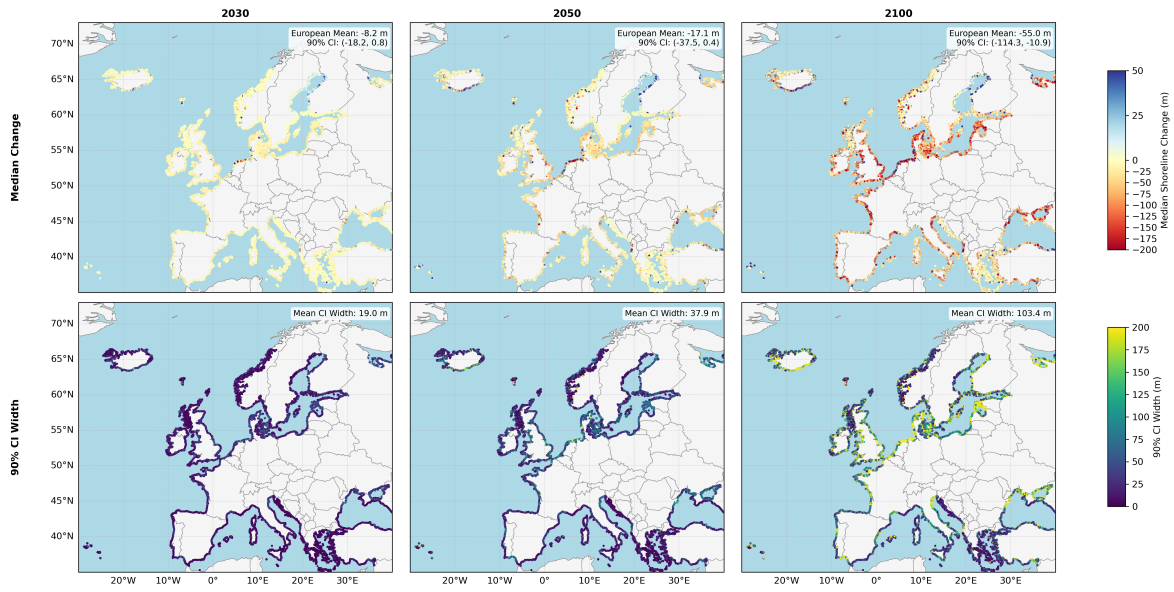 2030
2050
2100
European Mean: -8.2 m
90% CI: (-18.2, 0.8)
European Mean: -17.1 m
90% CI: (-37.5, 0.4)
European Mean: -55.0 m
90% CI: (-114.3, -10.9)
Median Change
70°N
65°N
60°N
55°N
50°N
45°N
40°N
50
25
0
−25
−50
−75
−100
−125
−150
−175
−200
Median Shoreline Change (m)
Mean CI Width: 19.0 m
Mean CI Width: 37.9 m
Mean CI Width: 103.4 m
90% CI Width
70°N
65°N
60°N
55°N
50°N
45°N
40°N
200
175
150
125
100
75
50
25
0
90% CI Width (m)
20°W 10°W 0° 10°E 20°E 30°E
20°W 10°W 0° 10°E 20°E 30°E
20°W 10°W 0° 10°E 20°E 30°E